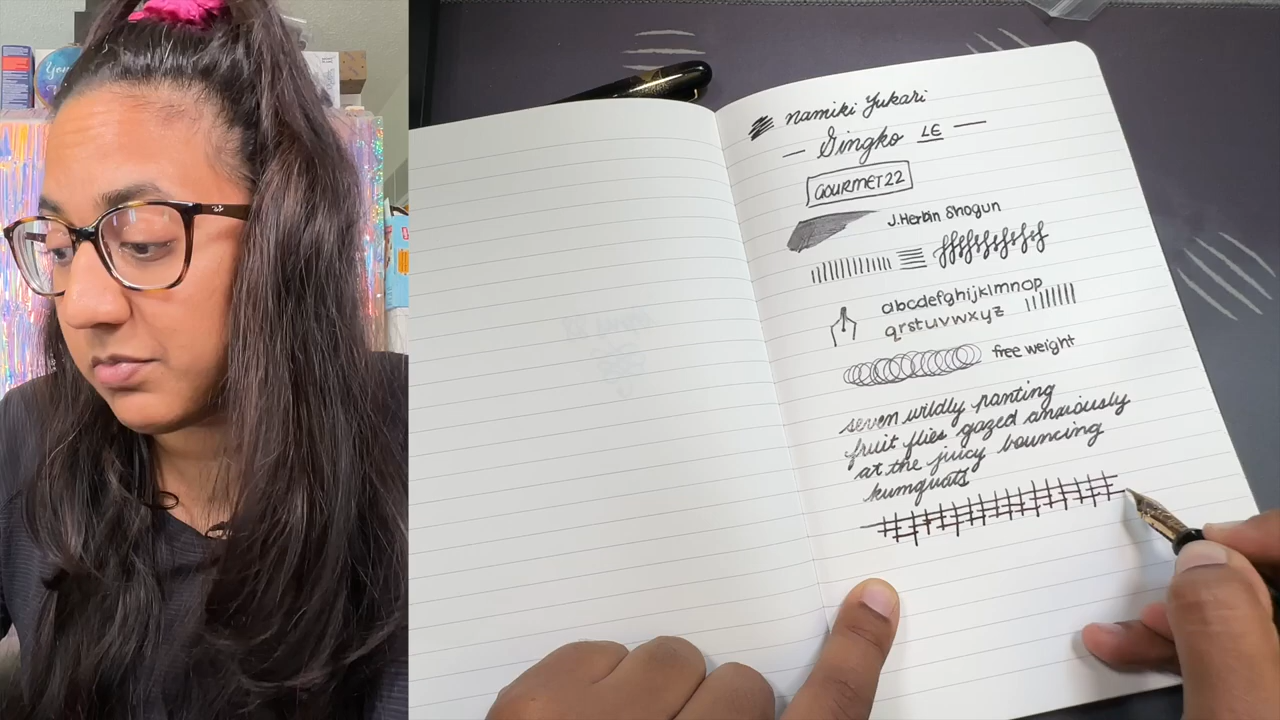 namiki Yukari
Gingko LE
GOURMET22
J.Herbin Shogun
abcdefghijklmnop
qrstuvwxyz
free weight
seven wildly panting
fruit flies gazed anxiously
at the juicy bouncing
kumquats